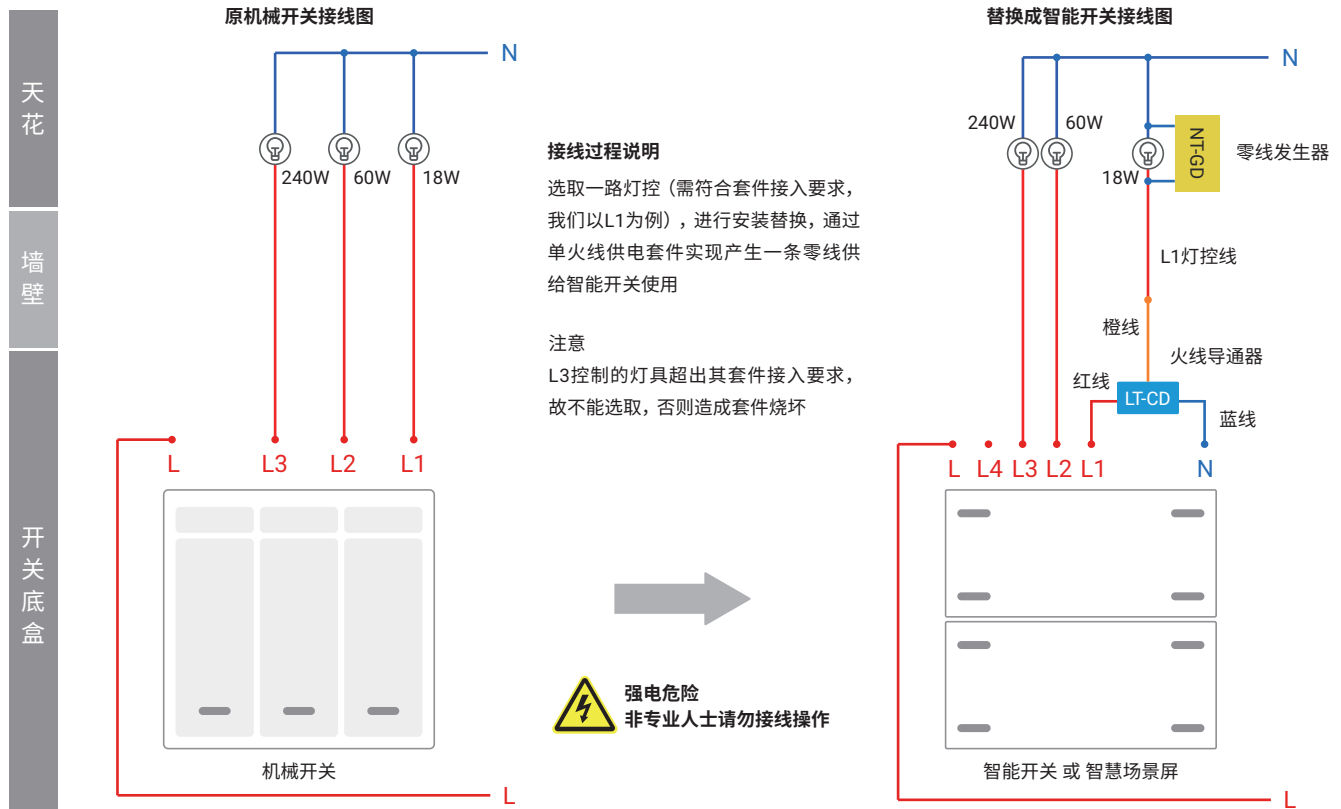 原机械开关接线图
替换成智能开关接线图
天花
墙壁
开关底盒
N
240W
60W
18W
L
L3
L2
L1
机械开关
L
接线过程说明
选取一路灯控（需符合套件接入要求，
我们以L1为例），进行安装替换，通过
单火线供电套件实现产生一条零线供
给智能开关使用
注意
L3控制的灯具超出其套件接入要求，
故不能选取，否则造成套件烧坏
强电危险
非专业人士请勿接线操作
N
240W
60W
18W
NT-GD
零线发生器
L1灯控线
橙线
火线导通器
红线
LT-CD
蓝线
L
L4
L3
L2
L1
N
智能开关 或 智慧场景屏
L